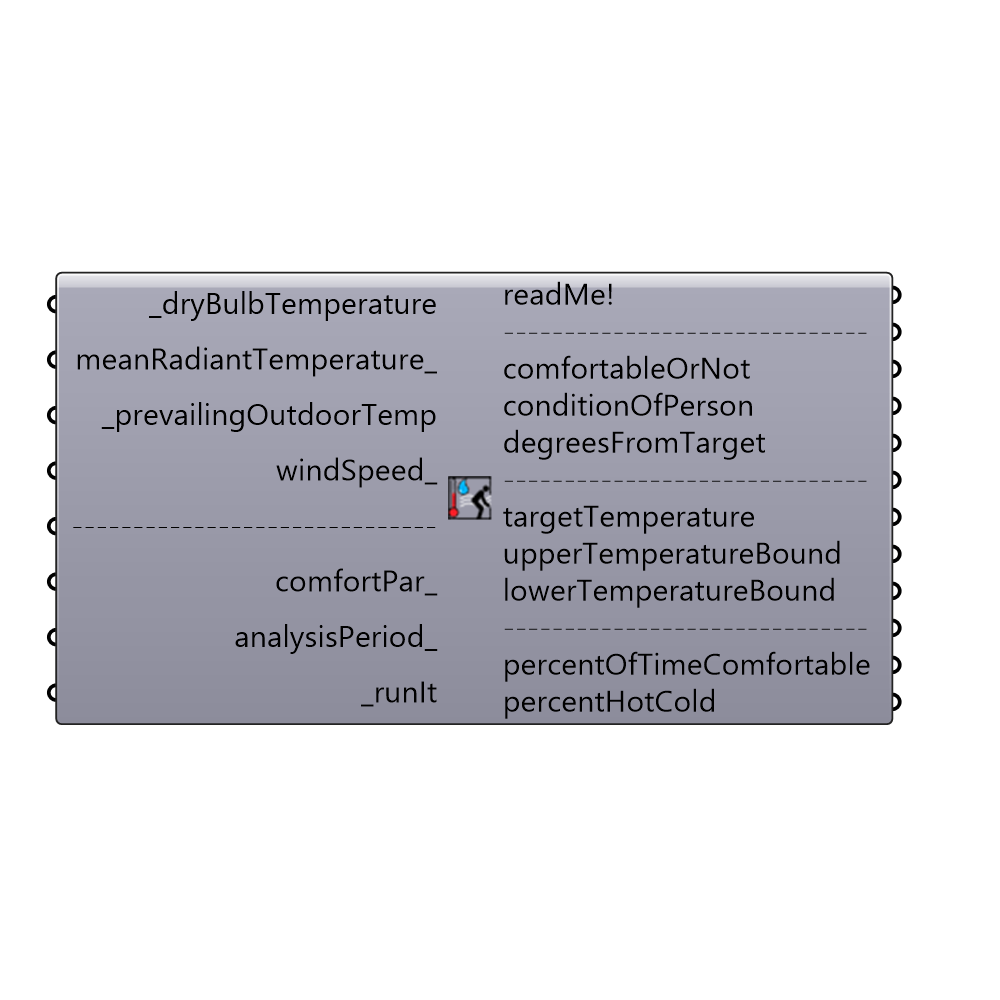 _dryBulbTemperature
meanRadiantTemperature_
_prevailingOutdoorTemp
windSpeed_
------------------------------
comfortPar_
analysisPeriod_
_runIt
readMe!
------------------------------
comfortableOrNot
conditionOfPerson
degreesFromTarget
------------------------------
targetTemperature
upperTemperatureBound
lowerTemperatureBound
------------------------------
percentOfTimeComfortable
percentHotCold